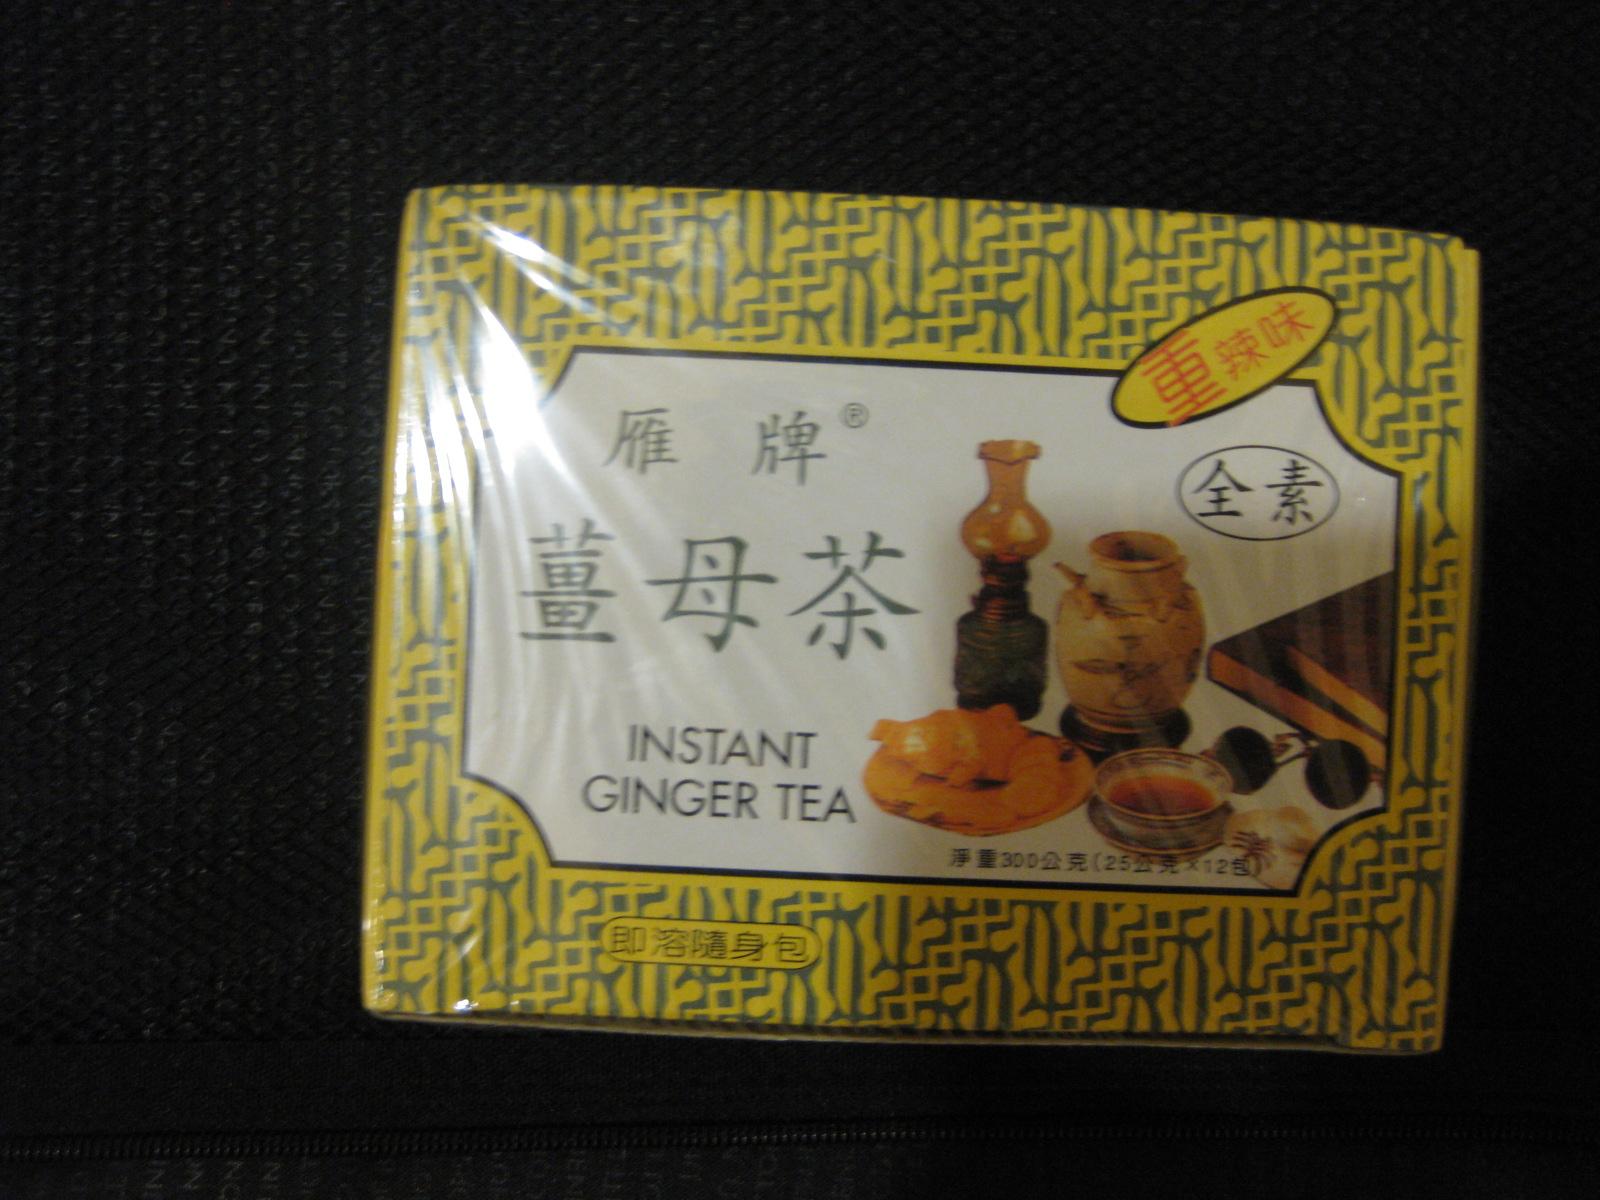 重辣味
雁牌®
全素
薑母茶
INSTANT
GINGER TEA
淨重300公克(25公克×12包)
即溶隨身包